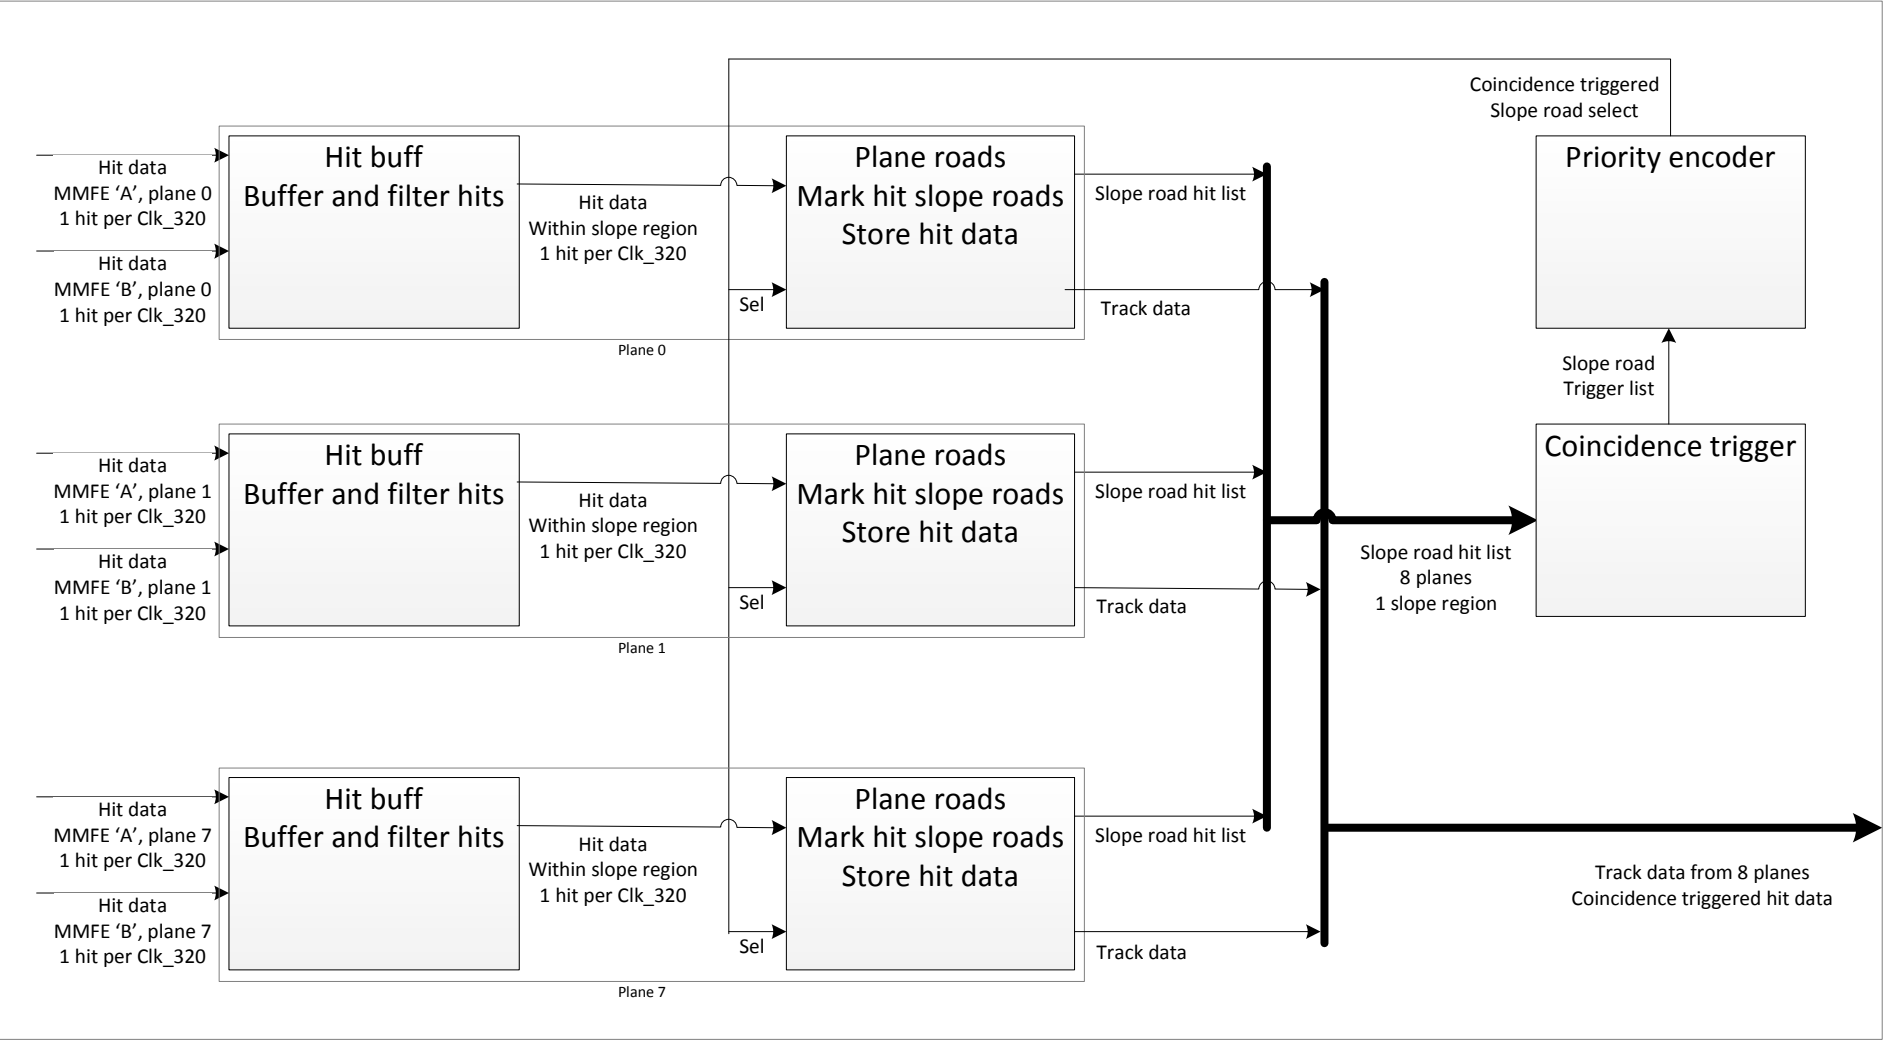 Coincidence triggered
Slope road select
Hit data
MMFE ‘A’, plane 0
1 hit per Clk_320
Hit data
MMFE ‘B’, plane 0
1 hit per Clk_320
Hit buff
Buffer and filter hits
Hit data
Within slope region
1 hit per Clk_320
Sel
Plane roads
Mark hit slope roads
Store hit data
Slope road hit list
Track data
Plane 0
Priority encoder
Slope road
Trigger list
Hit data
MMFE ‘A’, plane 1
1 hit per Clk_320
Hit data
MMFE ‘B’, plane 1
1 hit per Clk_320
Hit buff
Buffer and filter hits
Hit data
Within slope region
1 hit per Clk_320
Sel
Plane roads
Mark hit slope roads
Store hit data
Slope road hit list
Track data
Plane 1
Coincidence trigger
Slope road hit list
8 planes
1 slope region
Hit data
MMFE ‘A’, plane 7
1 hit per Clk_320
Hit data
MMFE ‘B’, plane 7
1 hit per Clk_320
Hit buff
Buffer and filter hits
Hit data
Within slope region
1 hit per Clk_320
Sel
Plane roads
Mark hit slope roads
Store hit data
Slope road hit list
Track data
Plane 7
Track data from 8 planes
Coincidence triggered hit data